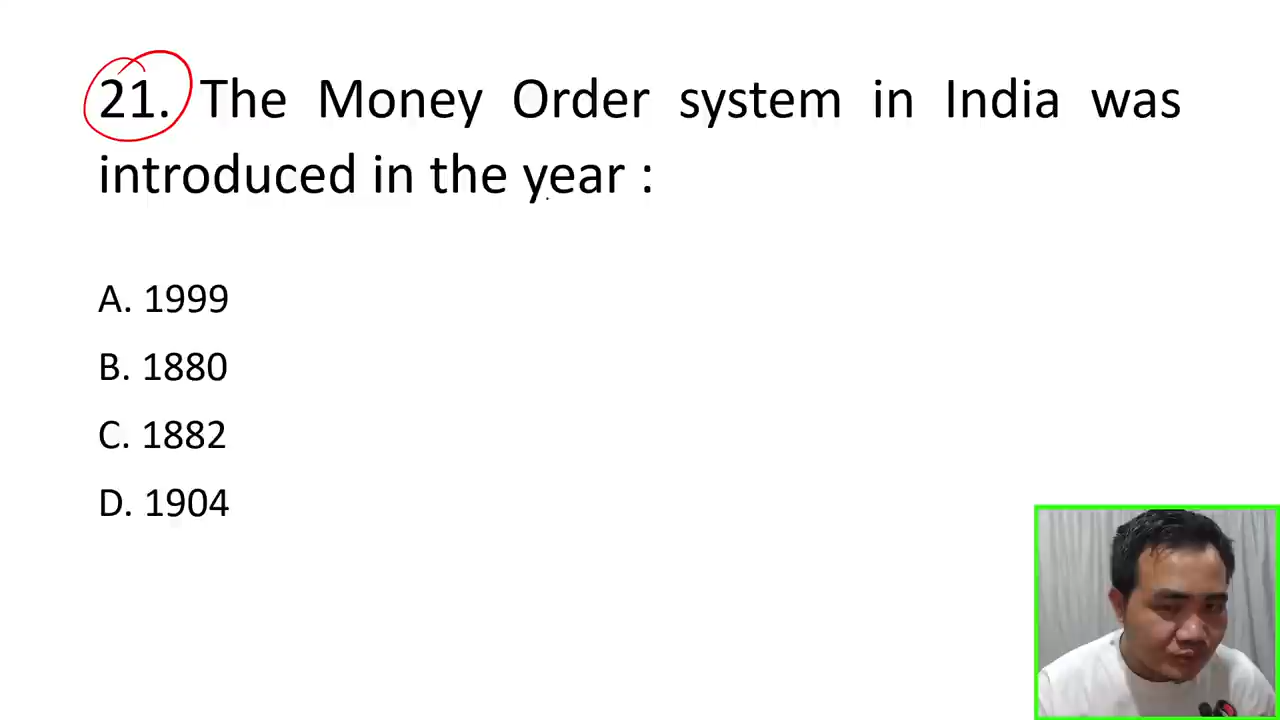 21. The Money Order system in India was
introduced in the year :
A. 1999
B. 1880
C. 1882
D. 1904